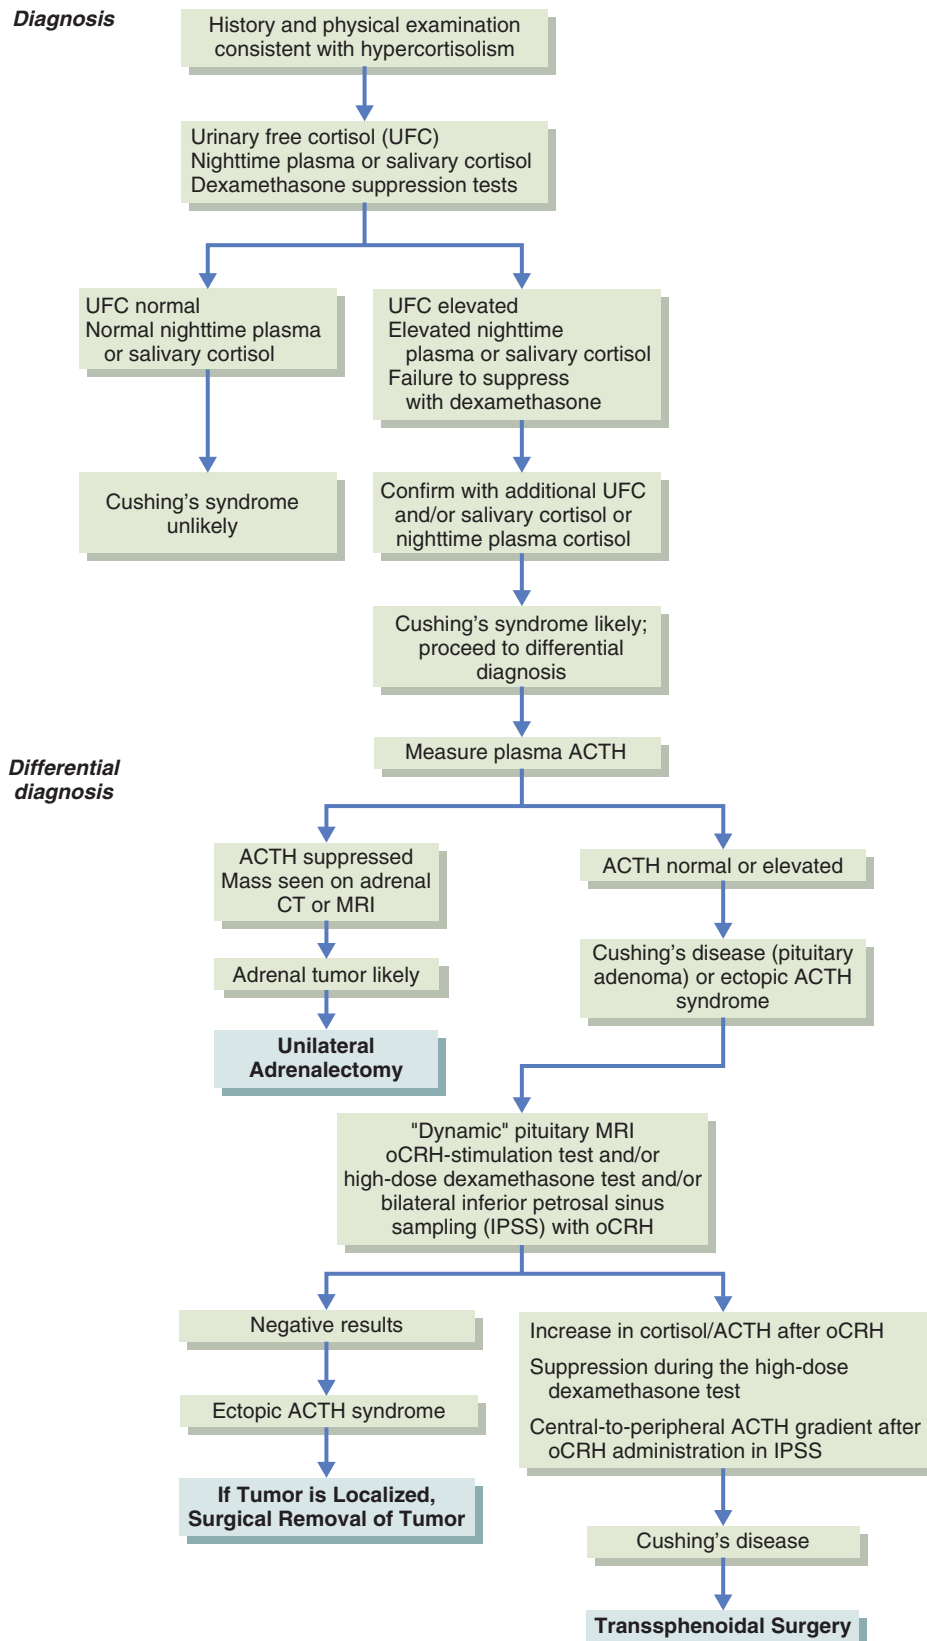 Diagnosis
History and physical examination
consistent with hypercortisolism
Urinary free cortisol (UFC)
Nighttime plasma or salivary cortisol
Dexamethasone suppression tests
UFC normal
Normal nighttime plasma
or salivary cortisol
UFC elevated
Elevated nighttime
plasma or salivary cortisol
Failure to suppress
with dexamethasone
Cushing's syndrome
unlikely
Confirm with additional UFC
and/or salivary cortisol or
nighttime plasma cortisol
Cushing's syndrome likely;
proceed to differential
diagnosis
Differential
diagnosis
Measure plasma ACTH
ACTH suppressed
Mass seen on adrenal
CT or MRI
Adrenal tumor likely
Unilateral
Adrenalectomy
ACTH normal or elevated
Cushing's disease (pituitary
adenoma) or ectopic ACTH
syndrome
"Dynamic" pituitary MRI
oCRH-stimulation test and/or
high-dose dexamethasone test and/or
bilateral inferior petrosal sinus
sampling (IPSS) with oCRH
Negative results
Ectopic ACTH syndrome
If Tumor is Localized,
Surgical Removal of Tumor
Increase in cortisol/ACTH after oCRH
Suppression during the high-dose
dexamethasone test
Central-to-peripheral ACTH gradient after
oCRH administration in IPSS
Cushing's disease
Transsphenoidal Surgery